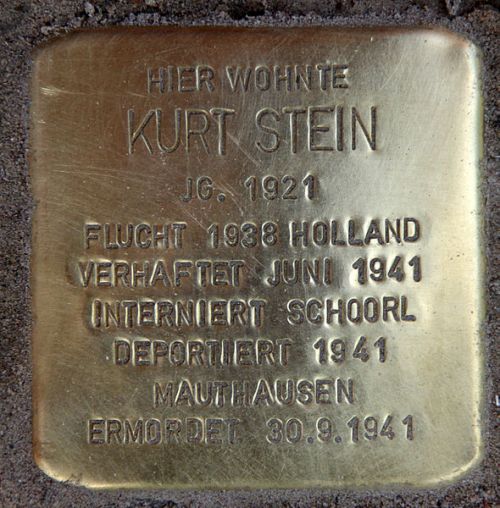 HIER WOHNTE
KURT STEIN
JG. 1921
FLUCHT 1938 HOLLAND
VERHAFTET JUNI 1941
INTERNIERT SCHOORL
DEPORTIERT 1941
MAUTHAUSEN
ERMORDET 30.9.1941